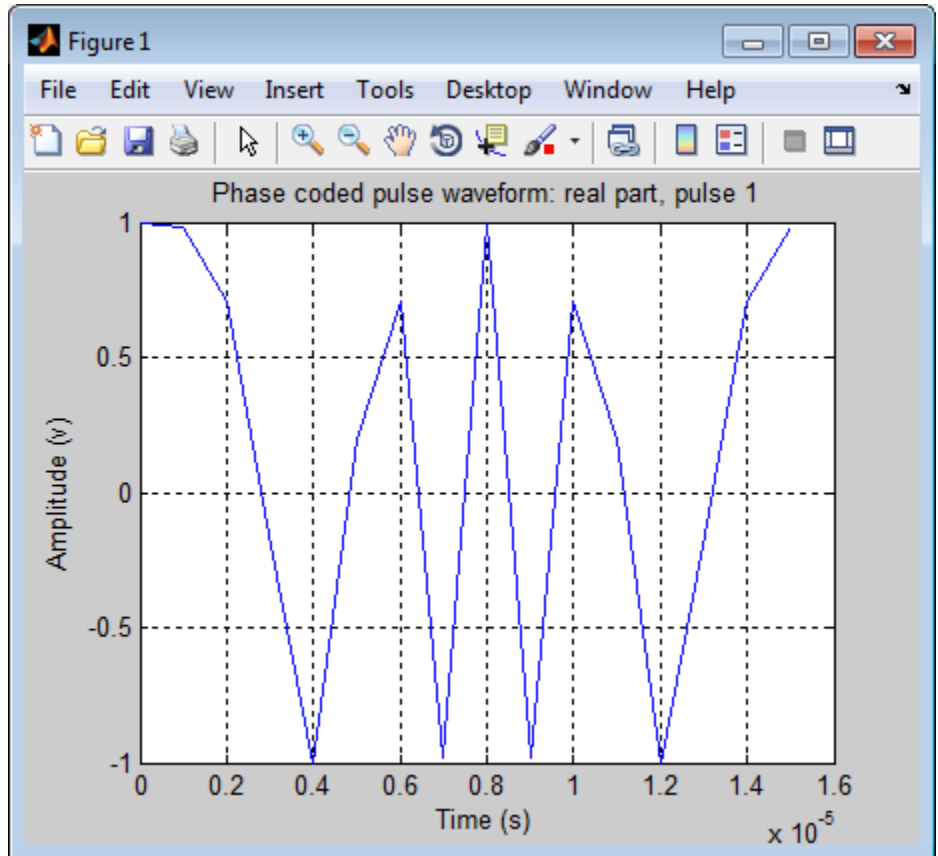 Figure 1
File Edit View Insert Tools Desktop Window Help
Phase coded pulse waveform: real part, pulse 1
1
0.5
0
-0.5
-1
Amplitude (v)
0 0.2 0.4 0.6 0.8 1 1.2 1.4 1.6
Time (s)
x 10^-5